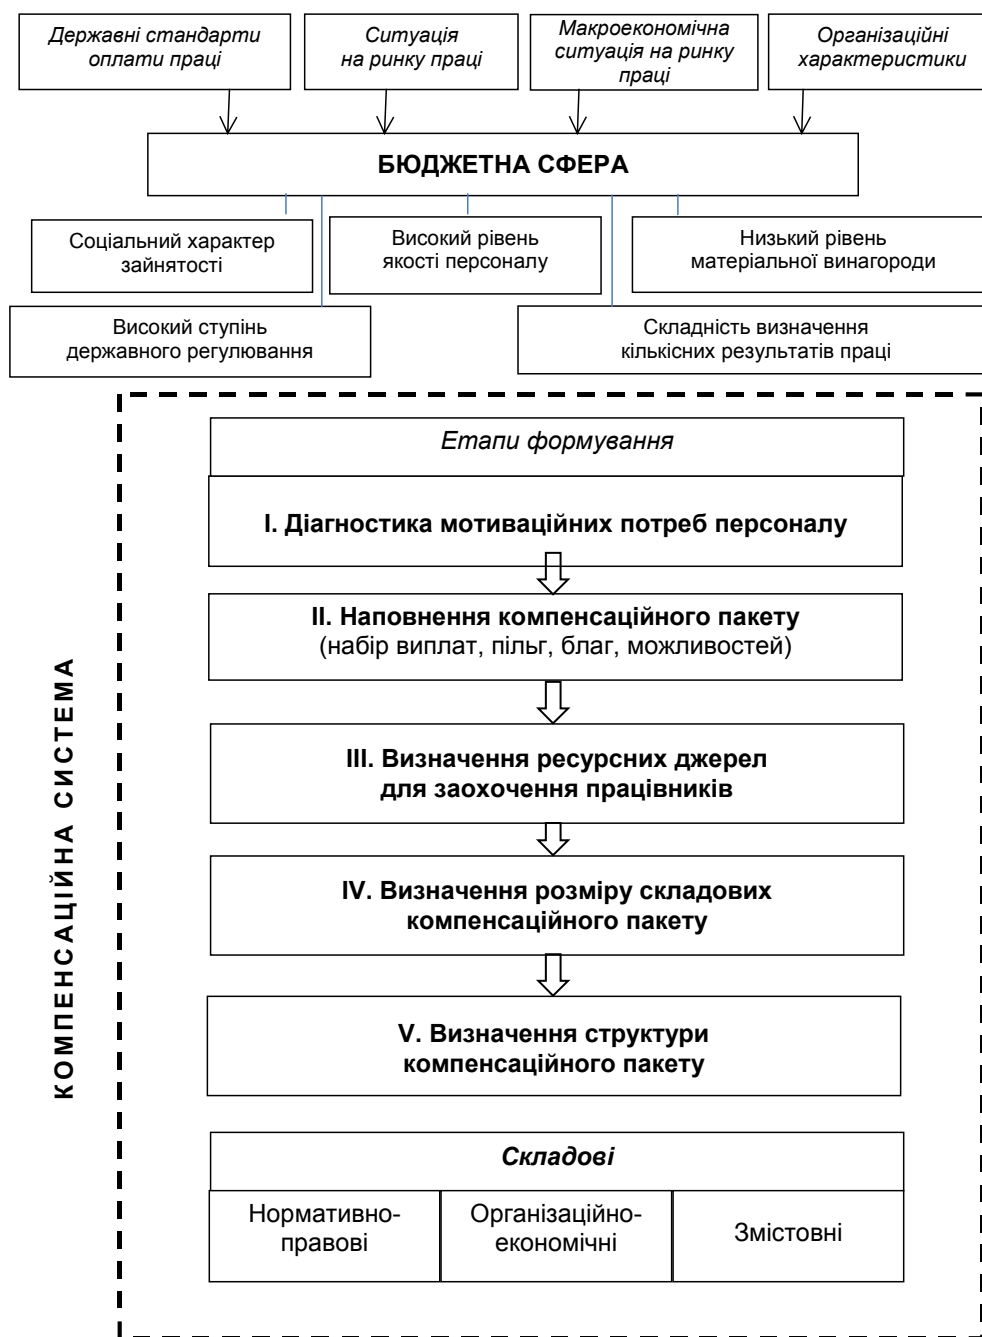 Державні стандарти
оплати праці
Ситуація
на ринку праці
Макроекономічна
ситуація на ринку
праці
Організаційні
характеристики
БЮДЖЕТНА СФЕРА
Соціальний характер
зайнятості
Високий рівень
якості персоналу
Низький рівень
матеріальної винагороди
Високий ступінь
державного регулювання
Складність визначення
кількісних результатів праці
КОМПЕНСАЦІЙНА СИСТЕМА
Етапи формування
І. Діагностика мотиваційних потреб персоналу
ІІ. Наповнення компенсаційного пакету
(набір виплат, пільг, благ, можливостей)
ІІІ. Визначення ресурсних джерел
для заохочення працівників
IV. Визначення розміру складових
компенсаційного пакету
V. Визначення структури
компенсаційного пакету
Складові
Нормативно-
правові
Організаційно-
економічні
Змістовні